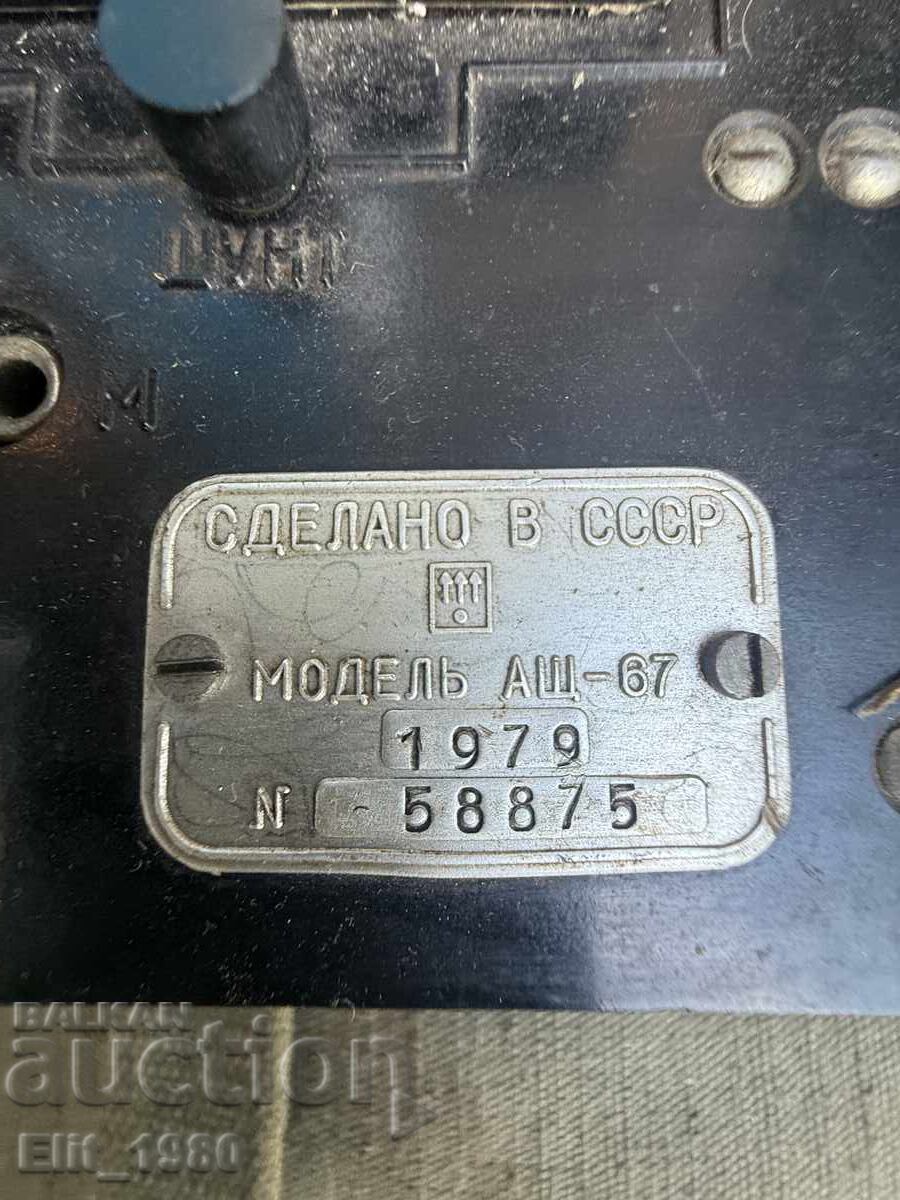 ШУНТ
М
СДЕЛАНО В СССР
МОДЕЛЬ АЩ-67
1979
N 58875
BALKAN
auction
Elit_1980